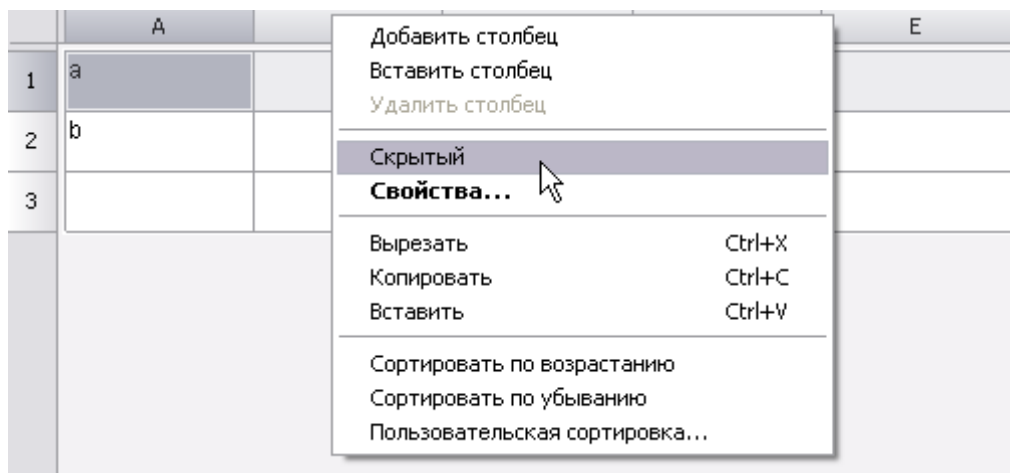 A E
Добавить столбец
Вставить столбец
Удалить столбец
1 a
2 b
Скрытый
Свойства...
3
Вырезать Ctrl+X
Копировать Ctrl+C
Вставить Ctrl+V
Сортировать по возрастанию
Сортировать по убыванию
Пользовательская сортировка...